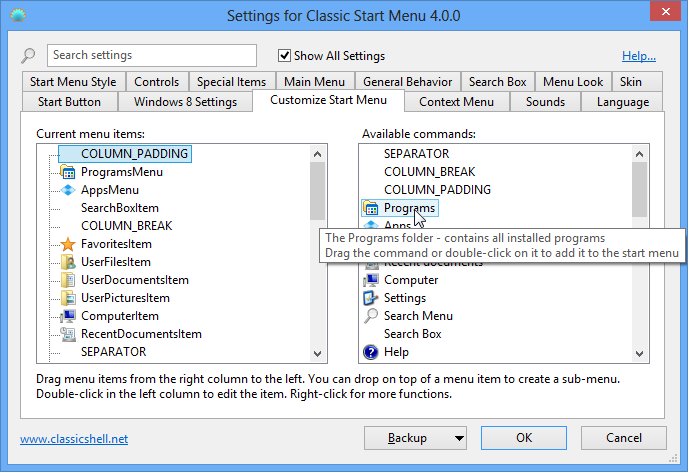 Settings for Classic Start Menu 4.0.0
Search settings
Show All Settings
Help...
Start Menu Style
Controls
Special Items
Main Menu
General Behavior
Search Box
Menu Look
Skin
Start Button
Windows 8 Settings
Customize Start Menu
Context Menu
Sounds
Language
Current menu items:
COLUMN_PADDING
ProgramsMenu
AppsMenu
SearchBoxItem
COLUMN_BREAK
FavoritesItem
UserFilesItem
UserDocumentsItem
UserPicturesItem
ComputerItem
RecentDocumentsItem
SEPARATOR
Available commands:
SEPARATOR
COLUMN_BREAK
COLUMN_PADDING
Programs
Apps
The Programs folder - contains all installed programs
Drag the command or double-click on it to add it to the start menu
Recent documents
Computer
Settings
Search Menu
Search Box
Help
Drag menu items from the right column to the left. You can drop on top of a menu item to create a sub-menu.
Double-click in the left column to edit the item. Right-click for more functions.
www.classicshell.net
Backup
OK
Cancel